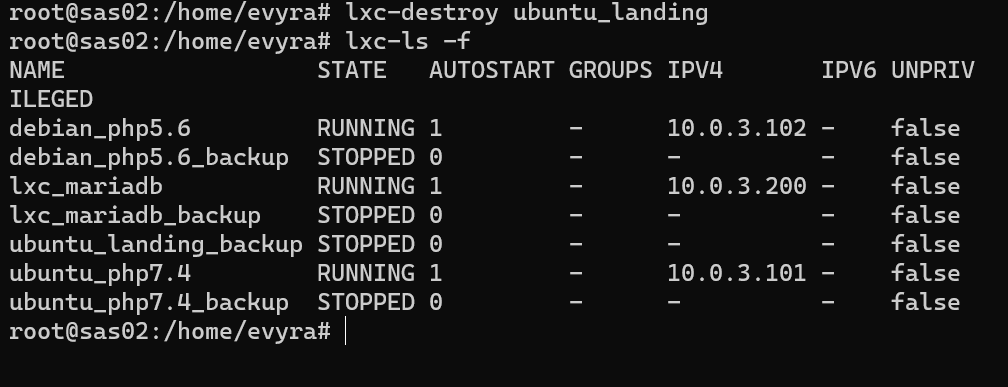 root@sas02:/home/evyra# lxc-destroy ubuntu_landing
root@sas02:/home/evyra# lxc-ls -f
NAME                  STATE   AUTOSTART GROUPS IPV4       IPV6 UNPRIV
ILEGED
debian_php5.6         RUNNING 1         -      10.0.3.102 -    false
debian_php5.6_backup  STOPPED 0         -      -          -    false
lxc_mariadb           RUNNING 1         -      10.0.3.200 -    false
lxc_mariadb_backup    STOPPED 0         -      -          -    false
ubuntu_landing_backup STOPPED 0         -      -          -    false
ubuntu_php7.4         RUNNING 1         -      10.0.3.101 -    false
ubuntu_php7.4_backup  STOPPED 0         -      -          -    false
root@sas02:/home/evyra#